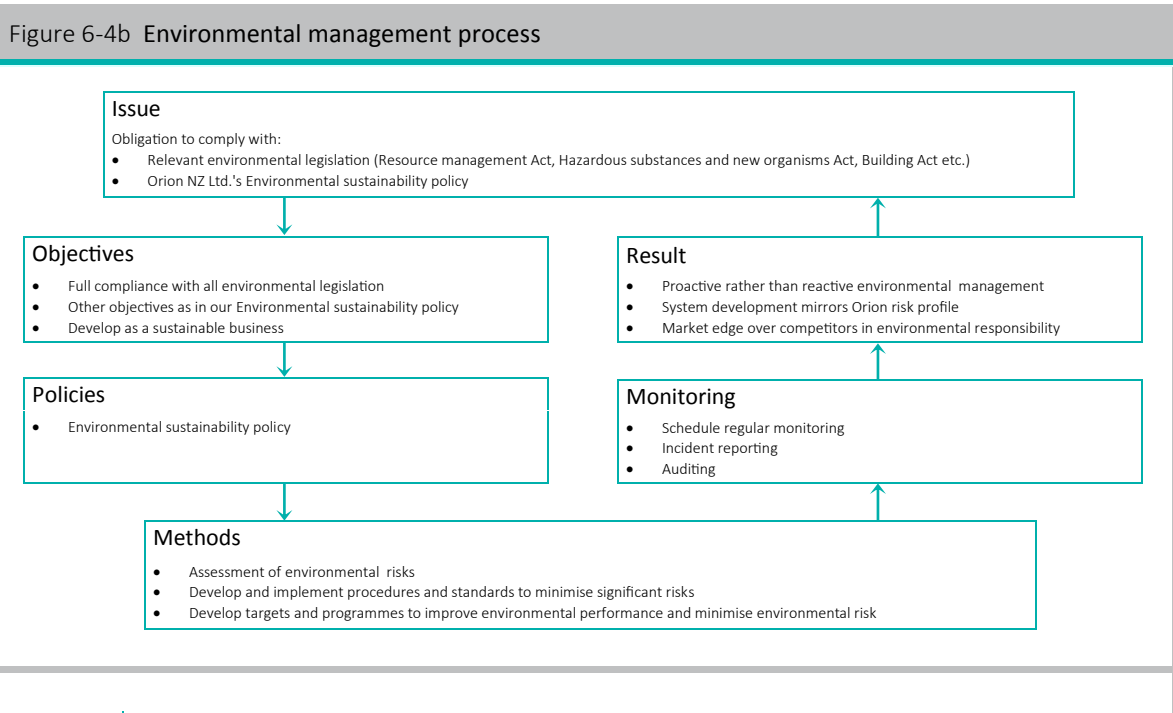 Figure 6-4b Environmental management process
Issue
Obligation to comply with:
• Relevant environmental legislation (Resource management Act, Hazardous substances and new organisms Act, Building Act etc.)
• Orion NZ Ltd.'s Environmental sustainability policy
Objectives
• Full compliance with all environmental legislation
• Other objectives as in our Environmental sustainability policy
• Develop as a sustainable business
Policies
• Environmental sustainability policy
Methods
• Assessment of environmental risks
• Develop and implement procedures and standards to minimise significant risks
• Develop targets and programmes to improve environmental performance and minimise environmental risk
Monitoring
• Schedule regular monitoring
• Incident reporting
• Auditing
Result
• Proactive rather than reactive environmental management
• System development mirrors Orion risk profile
• Market edge over competitors in environmental responsibility